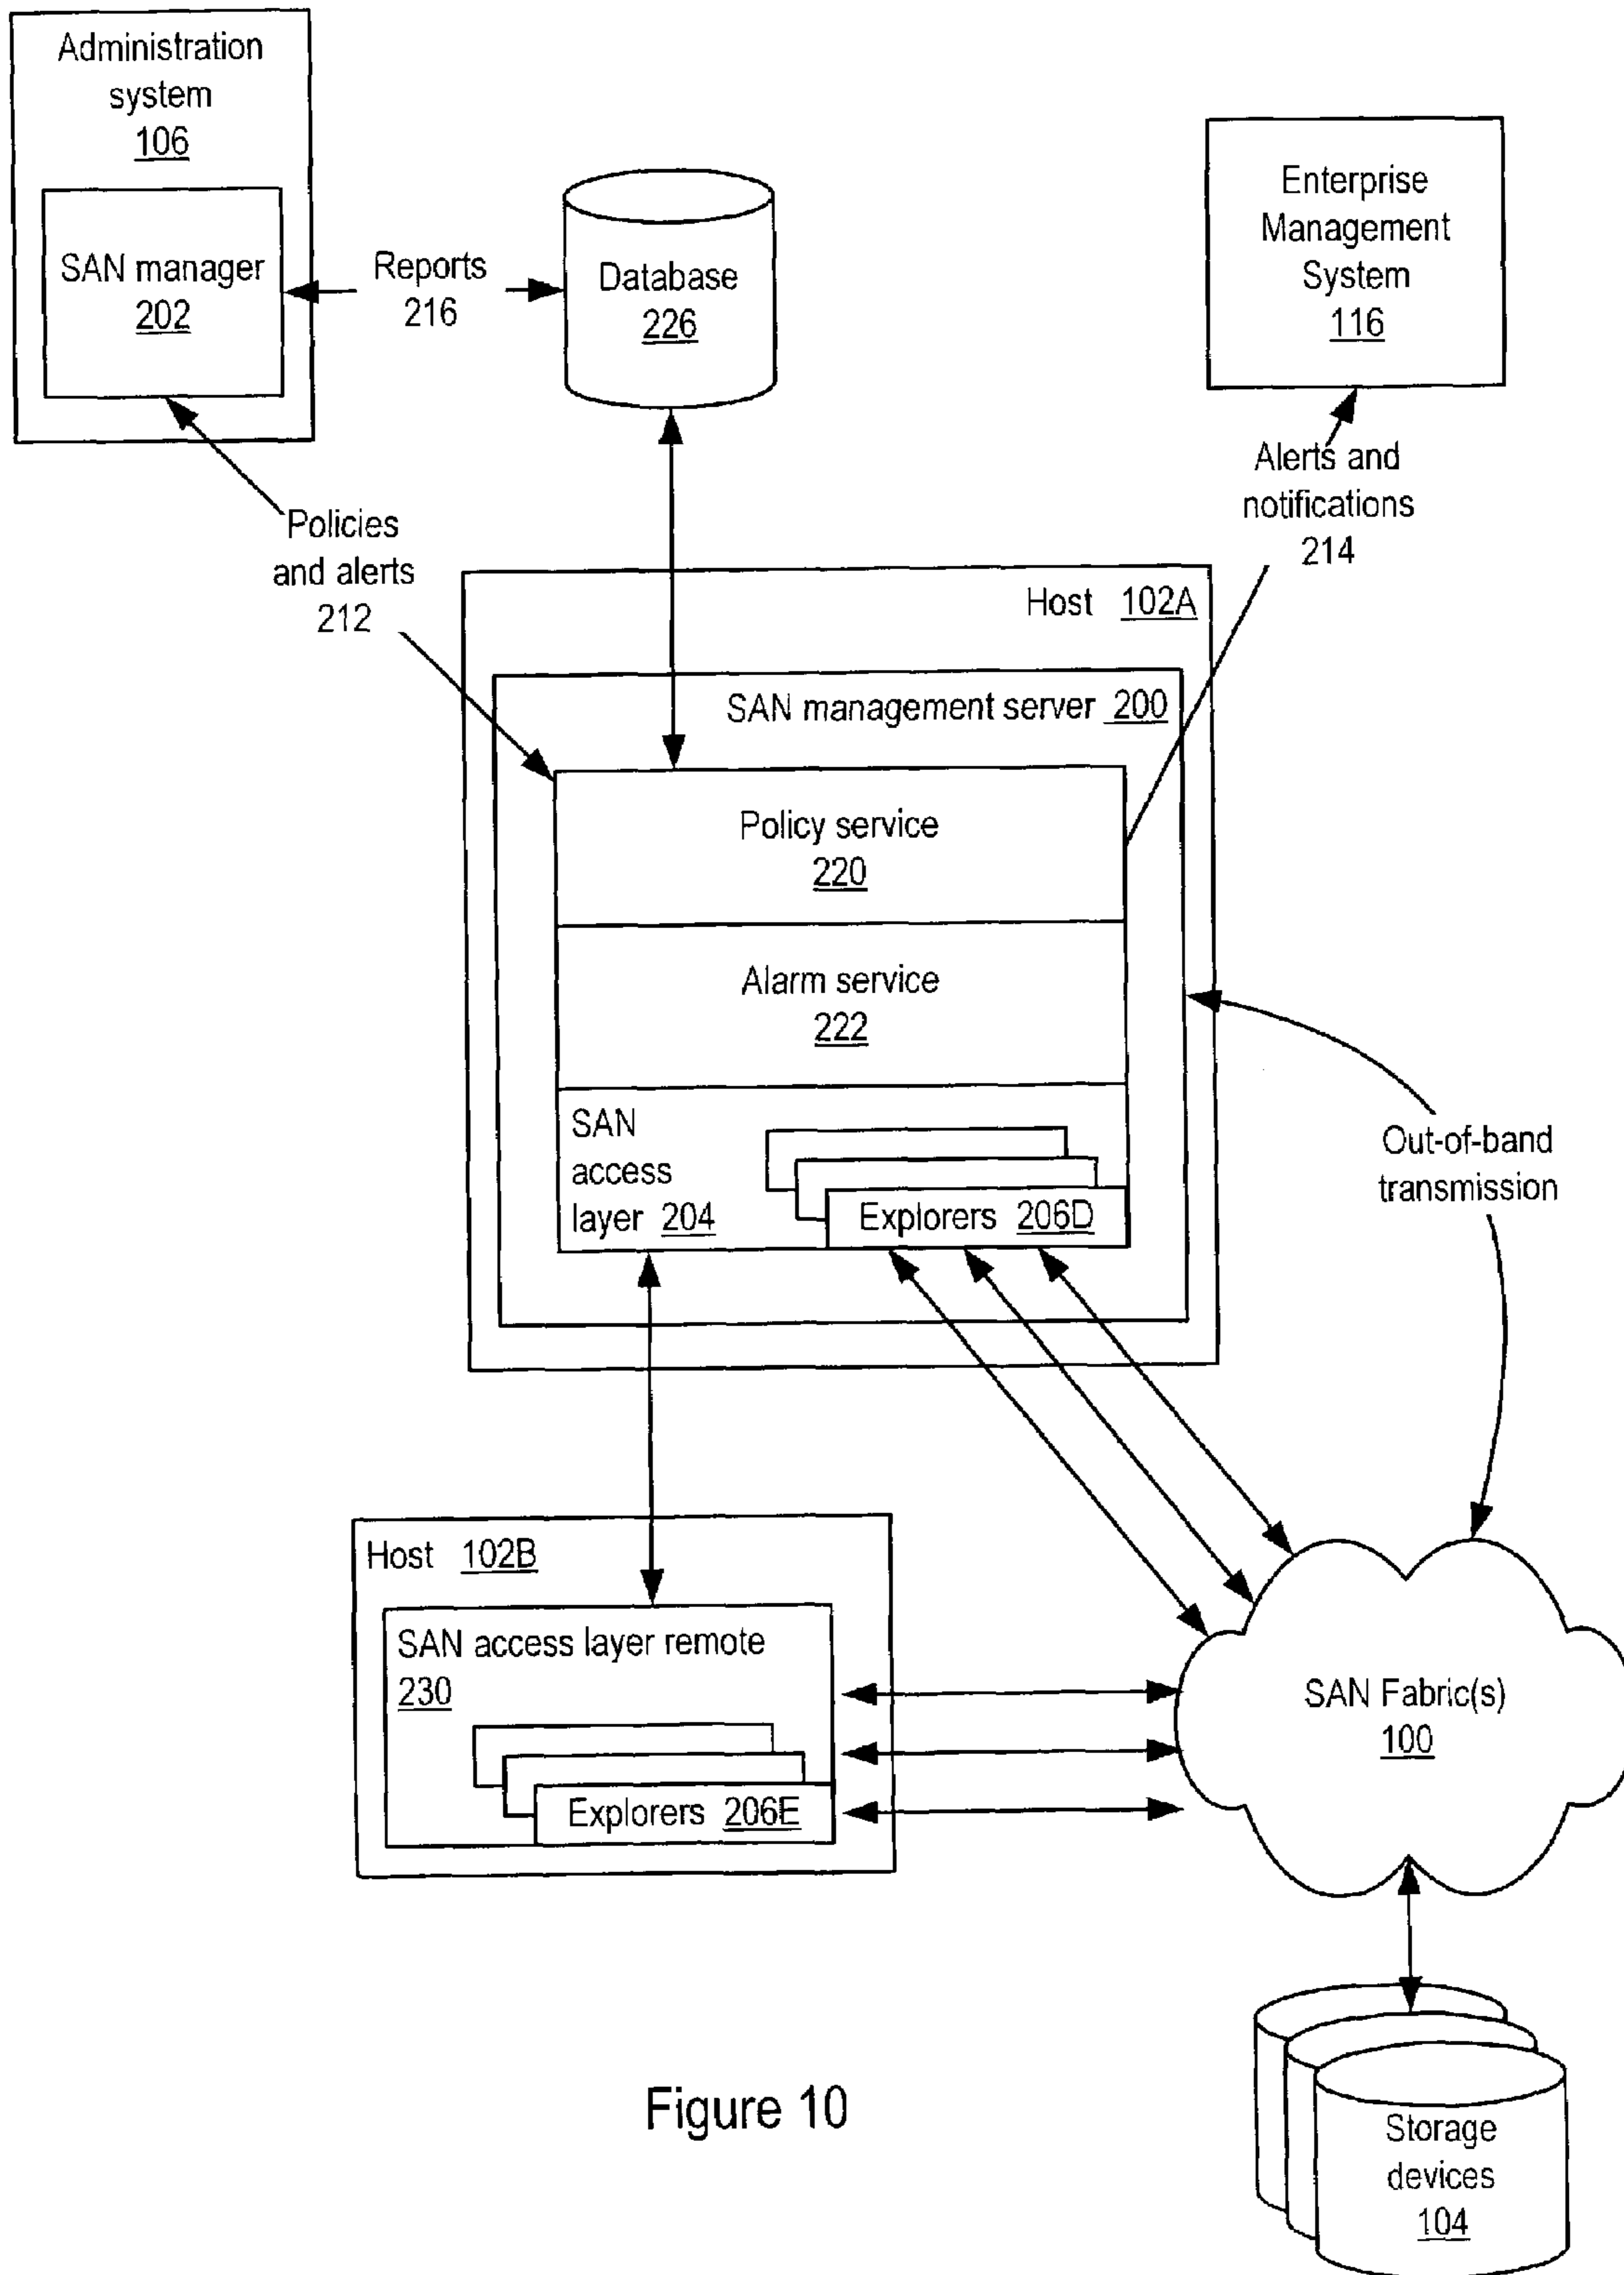 Administration
system
106
SAN manager
202
Reports
216
Database
226
Enterprise
Management
System
116
Policies
and alerts
212
Alerts and
notifications
214
Host 102A
SAN management server 200
Policy service
220
Alarm service
222
SAN
access
layer 204
Explorers 206D
Out-of-band
transmission
Host 102B
SAN access layer remote
230
Explorers 206E
SAN Fabric(s)
100
Storage
devices
104
Figure 10